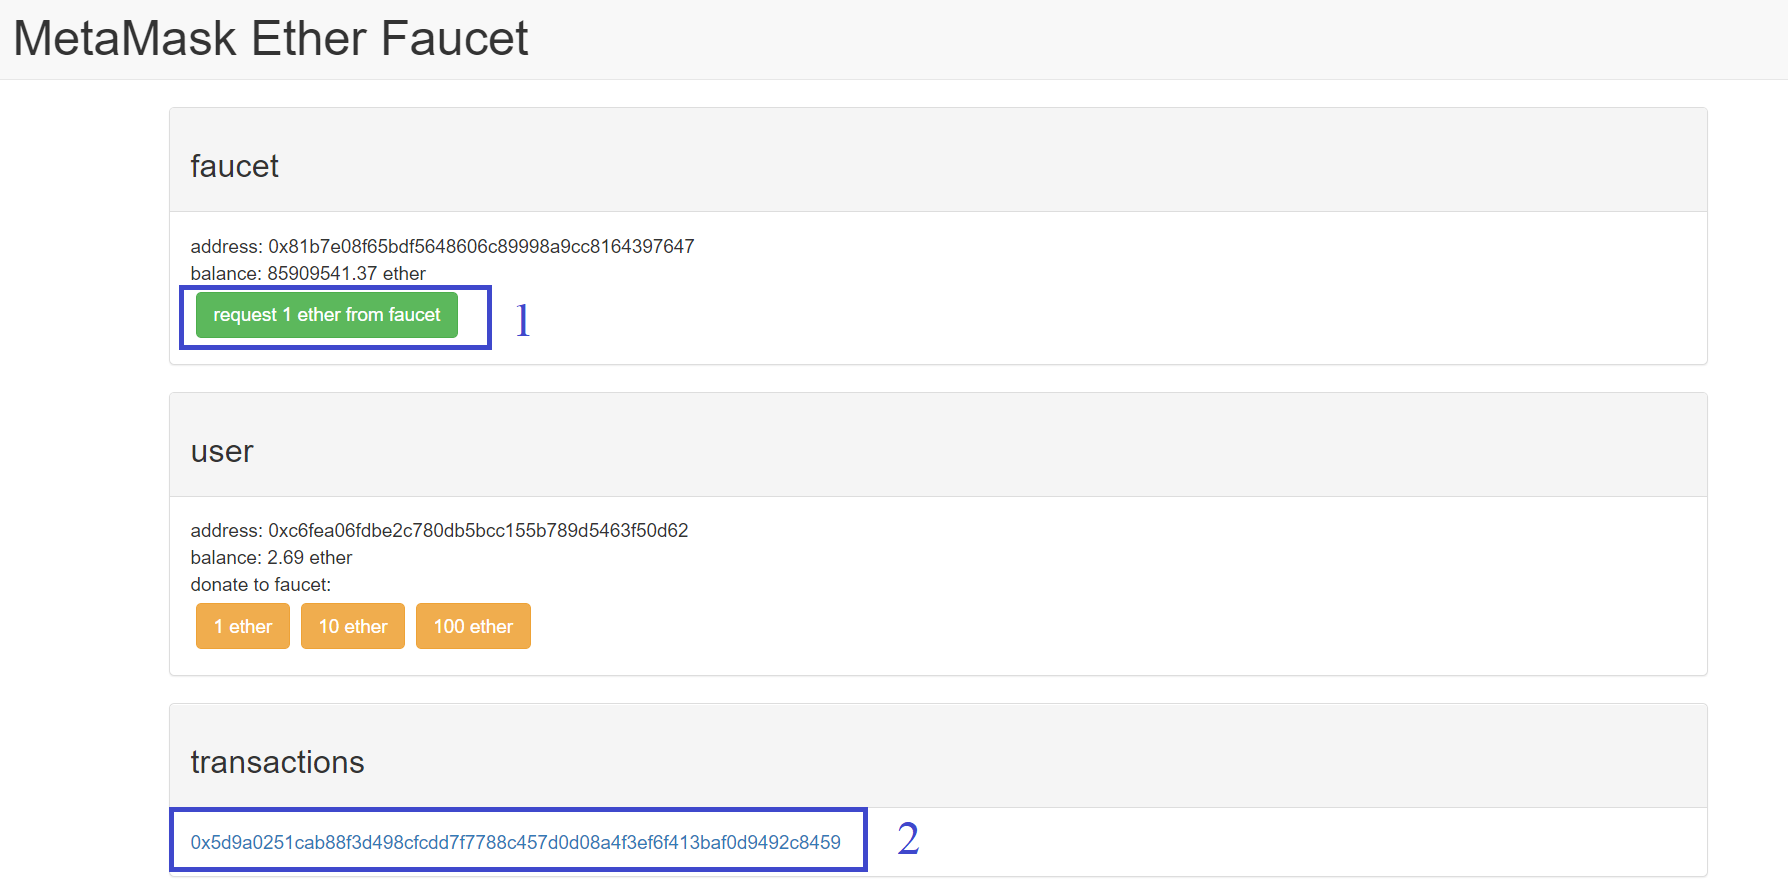 MetaMask Ether Faucet
faucet
address: 0x81b7e08f65bdf5648606c89998a9cc8164397647
balance: 85909541.37 ether
request 1 ether from faucet
1
user
address: 0xc6fea06fdbe2c780db5bcc155b789d5463f50d62
balance: 2.69 ether
donate to faucet:
1 ether 10 ether 100 ether
transactions
0x5d9a0251cab88f3d498cfcdd7f7788c457d0d08a4f3ef6f413baf0d9492c8459
2